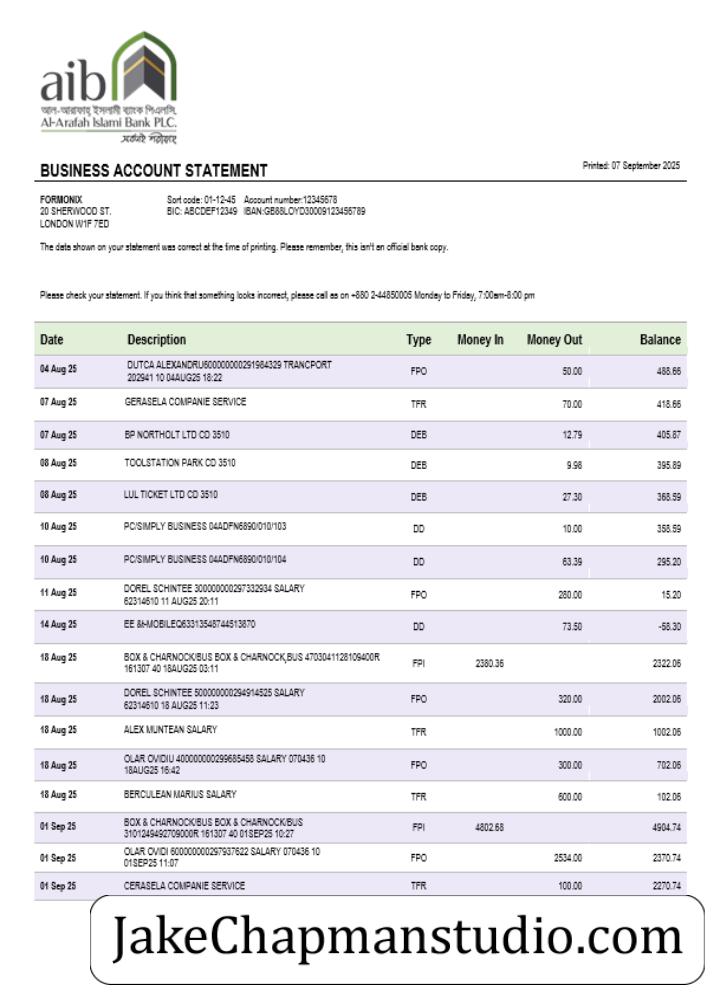 aib
আল-আরাফাহ্ ইসলামী ব্যাংক পিএলসি.
Al-Arafah Islami Bank PLC.
BUSINESS ACCOUNT STATEMENT
Printed: 07 September 2025
FORMONIX Sort code: 01-12-45 Account number:12345678
20 SHERWOOD ST. BIC: ABCDEF12349 IBAN:GB88LOYD30009123456789
LONDON W1F 7ED
The data shown on your statement was correct at the time of printing. Please remember, this isn't an official bank copy.
Please check your statement. If you think that something looks incorrect, please call as on +880 2-44850005 Monday to Friday, 7:00am-8:00 pm
Date Description Type Money In Money Out Balance
04 Aug 25 DUTCA ALEXANDRU600000000291984329 TRANCPORT FPO 50.00 488.66
202941 10 04AUG25 18:22
07 Aug 25 GERASELA COMPANIE SERVICE TFR 70.00 418.66
07 Aug 25 BP NORTHOLT LTD CD 3510 DEB 12.79 405.87
08 Aug 25 TOOLSTATION PARK CD 3510 DEB 9.98 395.89
08 Aug 25 LUL TICKET LTD CD 3510 DEB 27.30 368.59
10 Aug 25 PC/SIMPLY BUSINESS 04ADFN6890/010/103 DD 10.00 358.59
10 Aug 25 PC/SIMPLY BUSINESS 04ADFN6890/010/104 DD 63.39 295.20
11 Aug 25 DOREL SCHINTEE 300000000297332934 SALARY FPO 280.00 15.20
62314610 11 AUG25 20:11
14 Aug 25 EE &t-MOBILEQ63313548744513870 DD 73.50 -58.30
18 Aug 25 BOX & CHARNOCK/BUS BOX & CHARNOCK,BUS 4703041128109400R FPI 2380.36 2322.06
161307 40 18AUG25 03:11
18 Aug 25 DOREL SCHINTEE 500000000294914525 SALARY FPO 320.00 2002.06
62314610 18 AUG25 11:23
18 Aug 25 ALEX MUNTEAN SALARY TFR 1000.00 1002.06
18 Aug 25 OLAR OVIDIU 400000000299685458 SALARY 070436 10 FPO 300.00 702.06
18AUG25 16:42
18 Aug 25 BERCULEAN MARIUS SALARY TFR 600.00 102.06
01 Sep 25 BOX & CHARNOCK/BUS BOX & CHARNOCK/BUS FPI 4802.68 4904.74
3101249492709000R 161307 40 01SEP25 10:27
01 Sep 25 OLAR OVIDI 600000000297937622 SALARY 070436 10 FPO 2534.00 2370.74
01SEP25 11:07
01 Sep 25 CERASELA COMPANIE SERVICE TFR 100.00 2270.74
JakeChapmanstudio.com